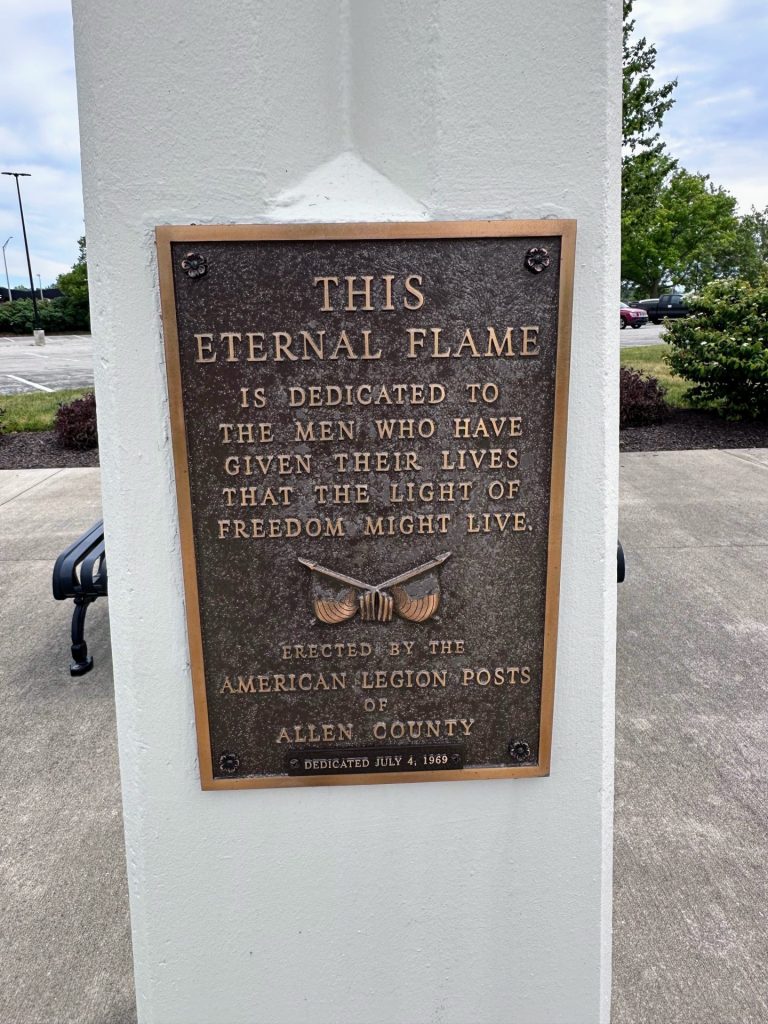 THIS
ETERNAL FLAME
IS DEDICATED TO
THE MEN WHO HAVE
GIVEN THEIR LIVES
THAT THE LIGHT OF
FREEDOM MIGHT LIVE.
ERECTED BY THE
AMERICAN LEGION POSTS
OF
ALLEN COUNTY
DEDICATED JULY 4, 1969